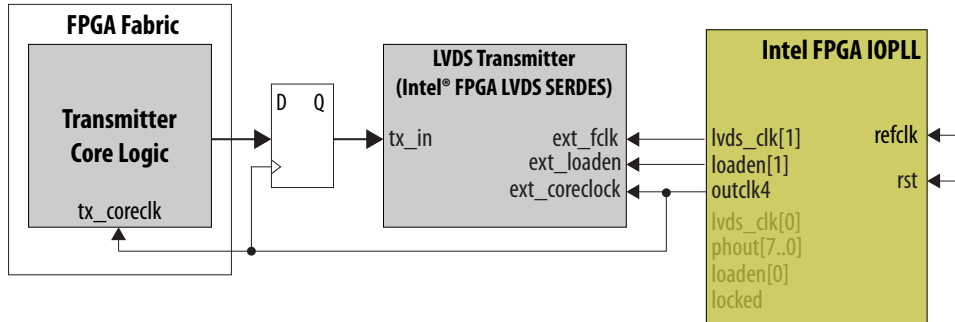 FPGA Fabric
Transmitter
Core Logic
tx_coreclk
D Q
LVDS Transmitter
(Intel® FPGA LVDS SERDES)
tx_in
ext_fclk
ext_loaden
ext_coreclock
Intel FPGA IOPLL
lvds_clk[1]
loaden[1]
outclk4
lvds_clk[0]
phout[7..0]
loaden[0]
locked
refclk
rst